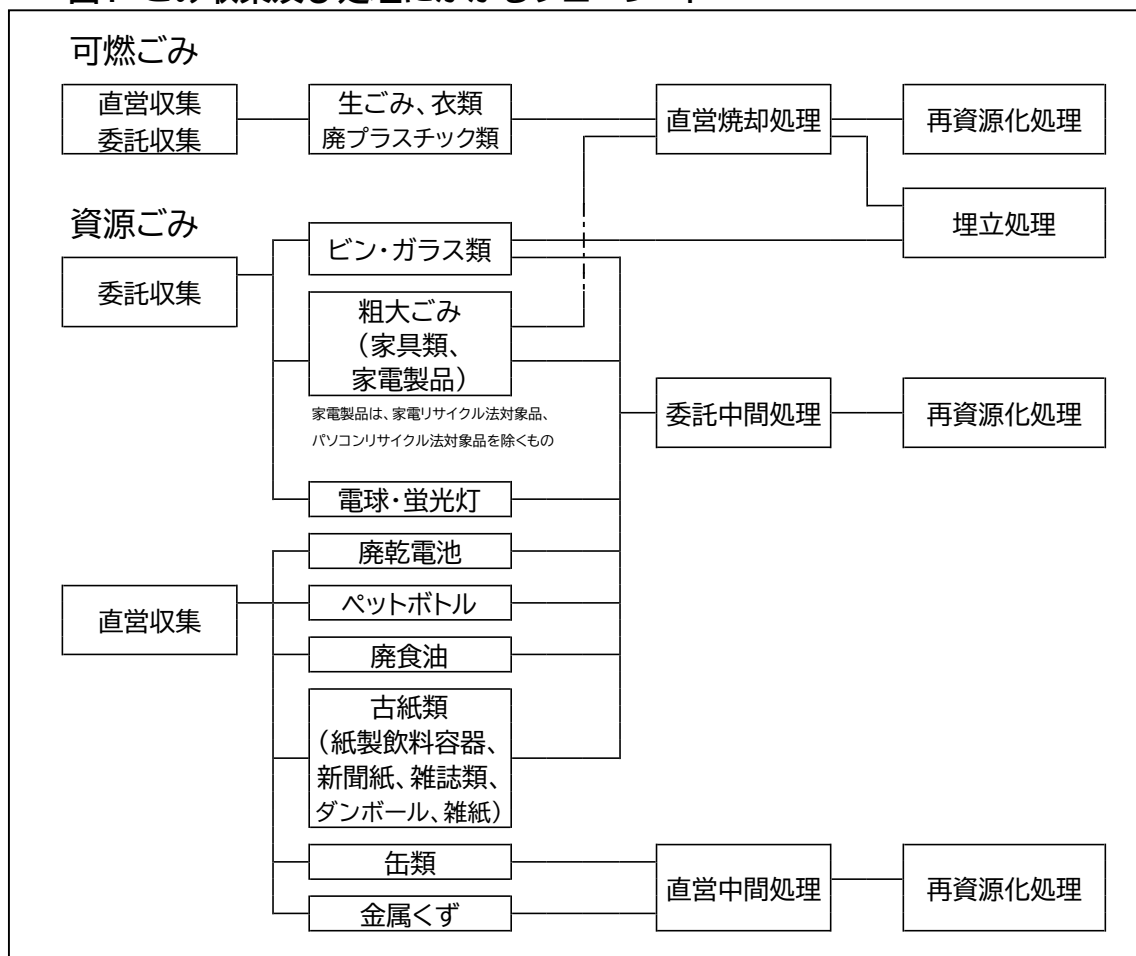 可燃ごみ
直営収集
委託収集
生ごみ、衣類
廃プラスチック類
直営焼却処理
再資源化処理
埋立処理
資源ごみ
委託収集
ビン・ガラス類
粗大ごみ
（家具類、
家電製品）
家電製品は、家電リサイクル法対象品、
パソコンリサイクル法対象品を除くもの
委託中間処理
再資源化処理
電球・蛍光灯
直営収集
廃乾電池
ペットボトル
廃食油
古紙類
（紙製飲料容器、
新聞紙、雑誌類、
ダンボール、雑紙）
缶類
金属くず
直営中間処理
再資源化処理